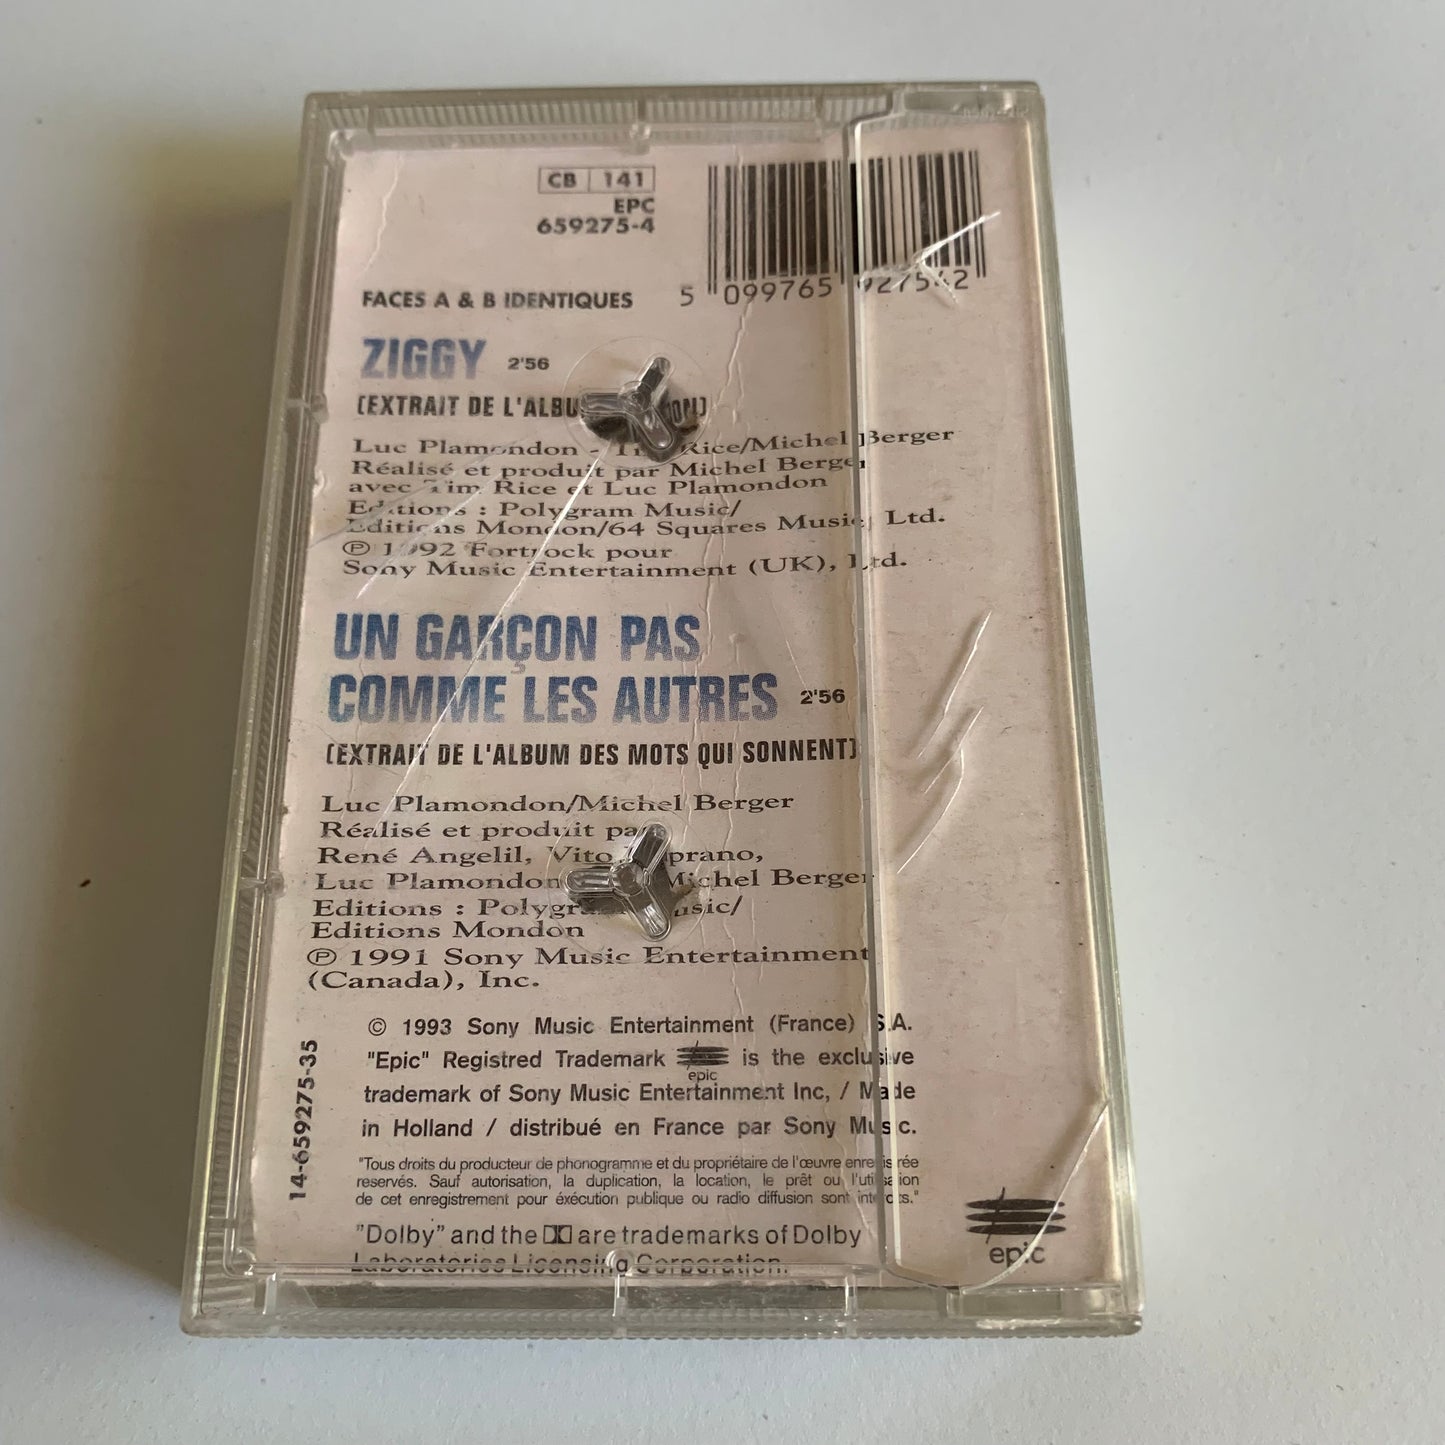 CB 141
EPC
659275-4
5 099765 927542
FACES A & B IDENTIQUES
ZIGGY 2'56
(EXTRAIT DE L'ALBUM
Luc Plamondon - Tim Rice/Michel Berger
Réalisé et produit par Michel Berger
avec Tim Rice et Luc Plamondon
Editions : Polygram Music/
Editions Mondon/64 Squares Music, Ltd.
℗ 1992 Fortrock pour
Sony Music Entertainment (UK), Ltd.
UN GARÇON PAS
COMME LES AUTRES 2'56
(EXTRAIT DE L'ALBUM DES MOTS QUI SONNENT)
Luc Plamondon/Michel Berger
Réalisé et produit par
René Angelil, Vito Luprano,
Luc Plamondon Michel Berger
Editions : Polygram Music/
Editions Mondon
℗ 1991 Sony Music Entertainment
(Canada), Inc.
© 1993 Sony Music Entertainment (France) S.A.
"Epic" Registred Trademark epic is the exclusive
trademark of Sony Music Entertainment Inc, / Made
in Holland / distribué en France par Sony Music.
"Tous droits du producteur de phonogramme et du propriétaire de l'œuvre enregistrée
reservés. Sauf autorisation, la duplication, la location, le prêt ou l'utilisation
de cet enregistrement pour éxécution publique ou radio diffusion sont interdits."
"Dolby" and the are trademarks of Dolby
Laboratories Licensing Corporation.
14-659275-35
epic